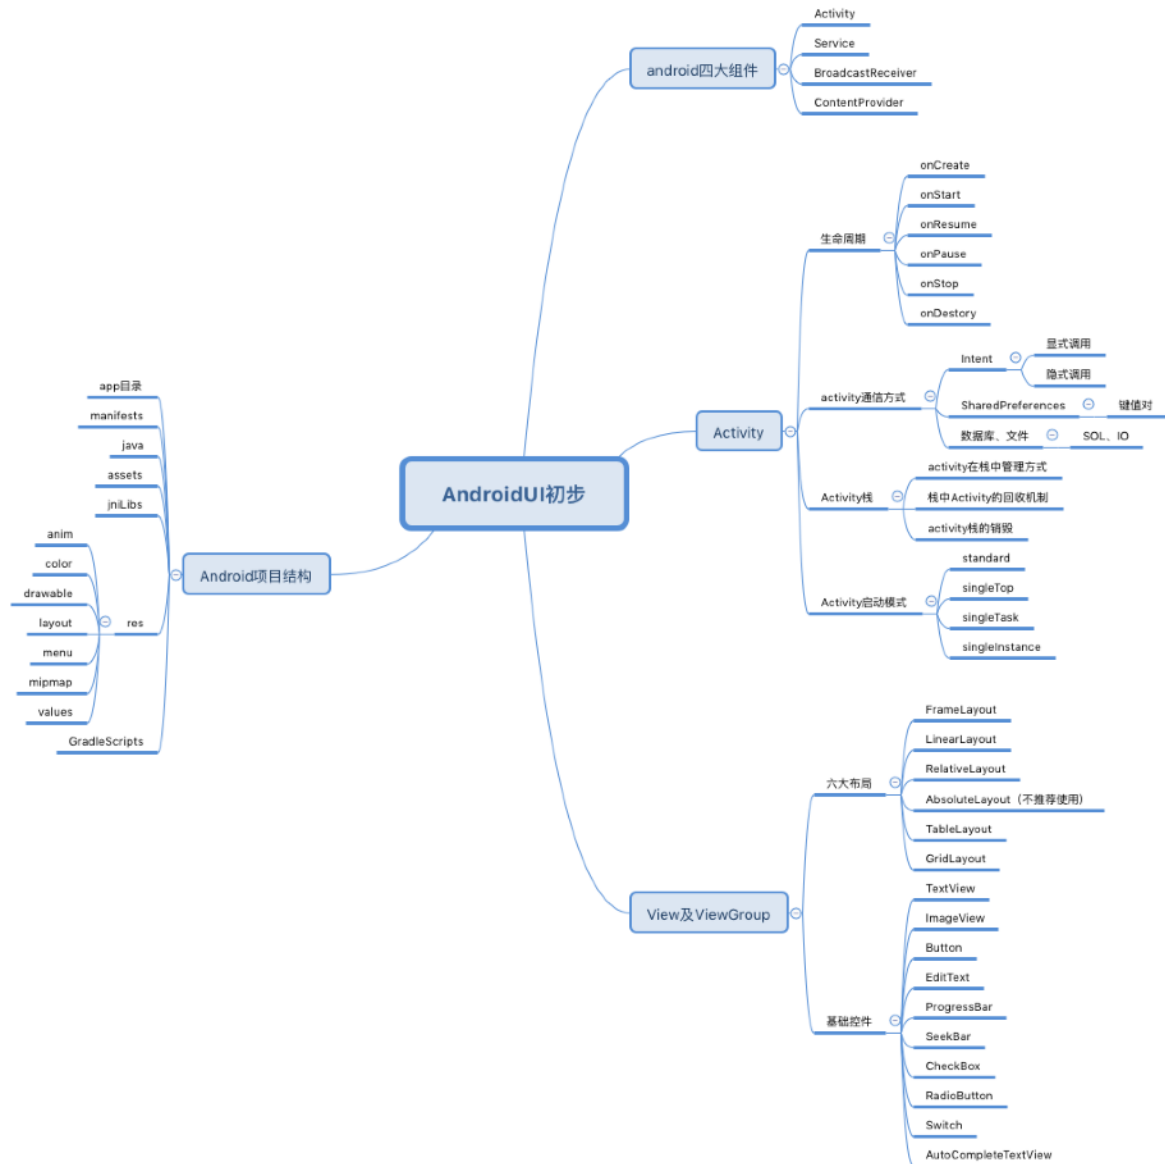 AndroidUI初步
android四大组件
Activity
Service
BroadcastReceiver
ContentProvider
Activity
生命周期
onCreate
onStart
onResume
onPause
onStop
onDestory
activity通信方式
Intent
显式调用
隐式调用
SharedPreferences
键值对
数据库、文件
SOL、IO
Activity栈
activity在栈中管理方式
栈中Activity的回收机制
activity栈的销毁
Activity启动模式
standard
singleTop
singleTask
singleInstance
View及ViewGroup
六大布局
FrameLayout
LinearLayout
RelativeLayout
AbsoluteLayout（不推荐使用）
TableLayout
GridLayout
基础控件
TextView
ImageView
Button
EditText
ProgressBar
SeekBar
CheckBox
RadioButton
Switch
AutoCompleteTextView
Android项目结构
app目录
manifests
java
assets
jniLibs
res
anim
color
drawable
layout
menu
mipmap
values
GradleScripts